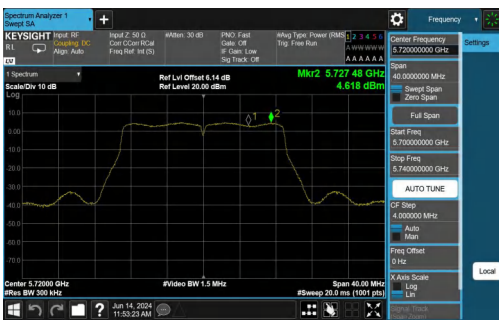 Spectrum Analyzer 1
Swept SA
+
Frequency
KEYSIGHT
Input: RF
Input Z: 50 Ω
#Atten: 30 dB
PNO: Fast
#Avg Type: Power (RMS
1 2 3 4 5 6
RL
Coupling: DC
Corr CCorr RCal
Gate: Off
Trig: Free Run
A W W W W W
Align: Auto
Freq Ref: Int (S)
IF Gain: Low
Sig Track: Off
A A A A A A
LXI
1 Spectrum
Ref Lvl Offset 6.14 dB
Mkr2 5.727 48 GHz
Scale/Div 10 dB
Ref Level 20.00 dBm
4.618 dBm
Log
10.0
0.00
-10.0
-20.0
-30.0
-40.0
-50.0
-60.0
-70.0
1
2
Center 5.72000 GHz
#Video BW 1.5 MHz
Span 40.00 MHz
#Res BW 300 kHz
#Sweep 20.0 ms (1001 pts)
Jun 14, 2024
11:53:23 AM
?
Center Frequency
5.720000000 GHz
Span
40.0000000 MHz
Swept Span
Zero Span
Full Span
Start Freq
5.700000000 GHz
Stop Freq
5.740000000 GHz
AUTO TUNE
CF Step
4.000000 MHz
Auto
Man
Freq Offset
0 Hz
X Axis Scale
Log
Lin
Signal Track
Settings
Local